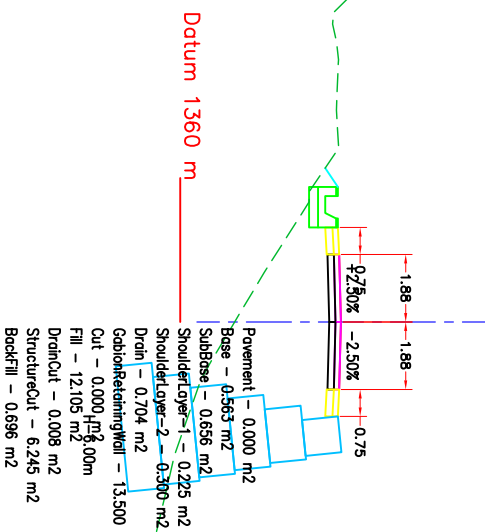 Datum 1360 m
1.88
1.88
0.75
+2.50%
-2.50%
0.75
Pavement - 0.000 m2
Base - 0.563 m2
SubBase - 0.656 m2
ShoulderLayer-1 - 0.225 m2
ShoulderLayer-2 - 0.300 m2
Drain - 0.704 m2
GabionRetainingWall - 13.500
Cut - 0.000 m2
Fill - 12.105 m2
DrainCut - 0.008 m2
StructureCut - 6.245 m2
BackFill - 0.696 m2